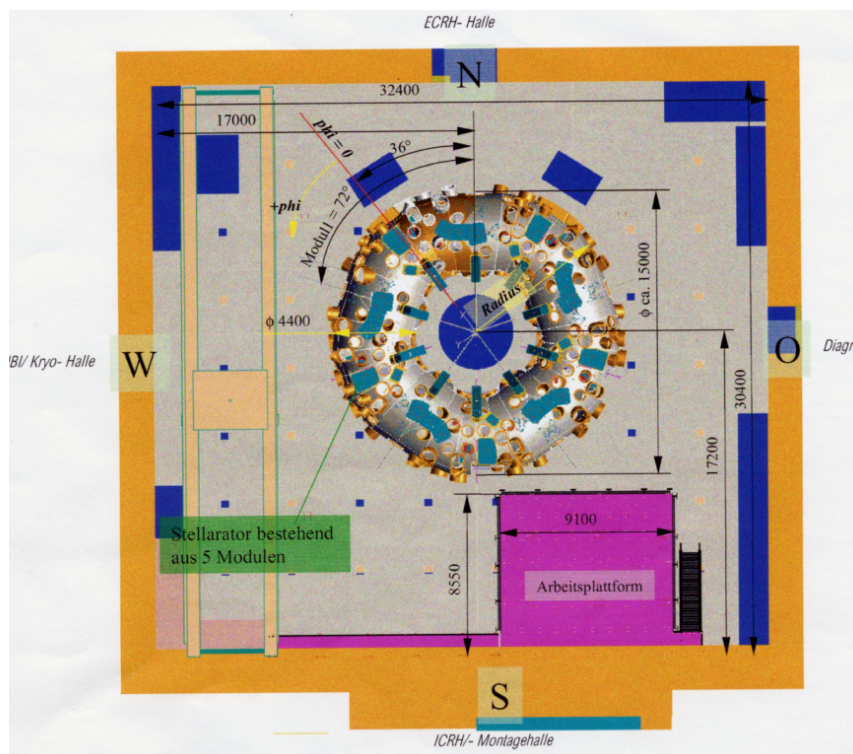 ECRH- Halle
N
32400
17000
phi = 0
36°
+phi
Modul1 = 72°
Radius
ϕ ca. 15000
ϕ 4400
W
BI/ Kryo- Halle
O
Diagn
30400
17200
Stellarator bestehend
aus 5 Modulen
9100
8550
Arbeitsplattform
S
ICRH/- Montagehalle